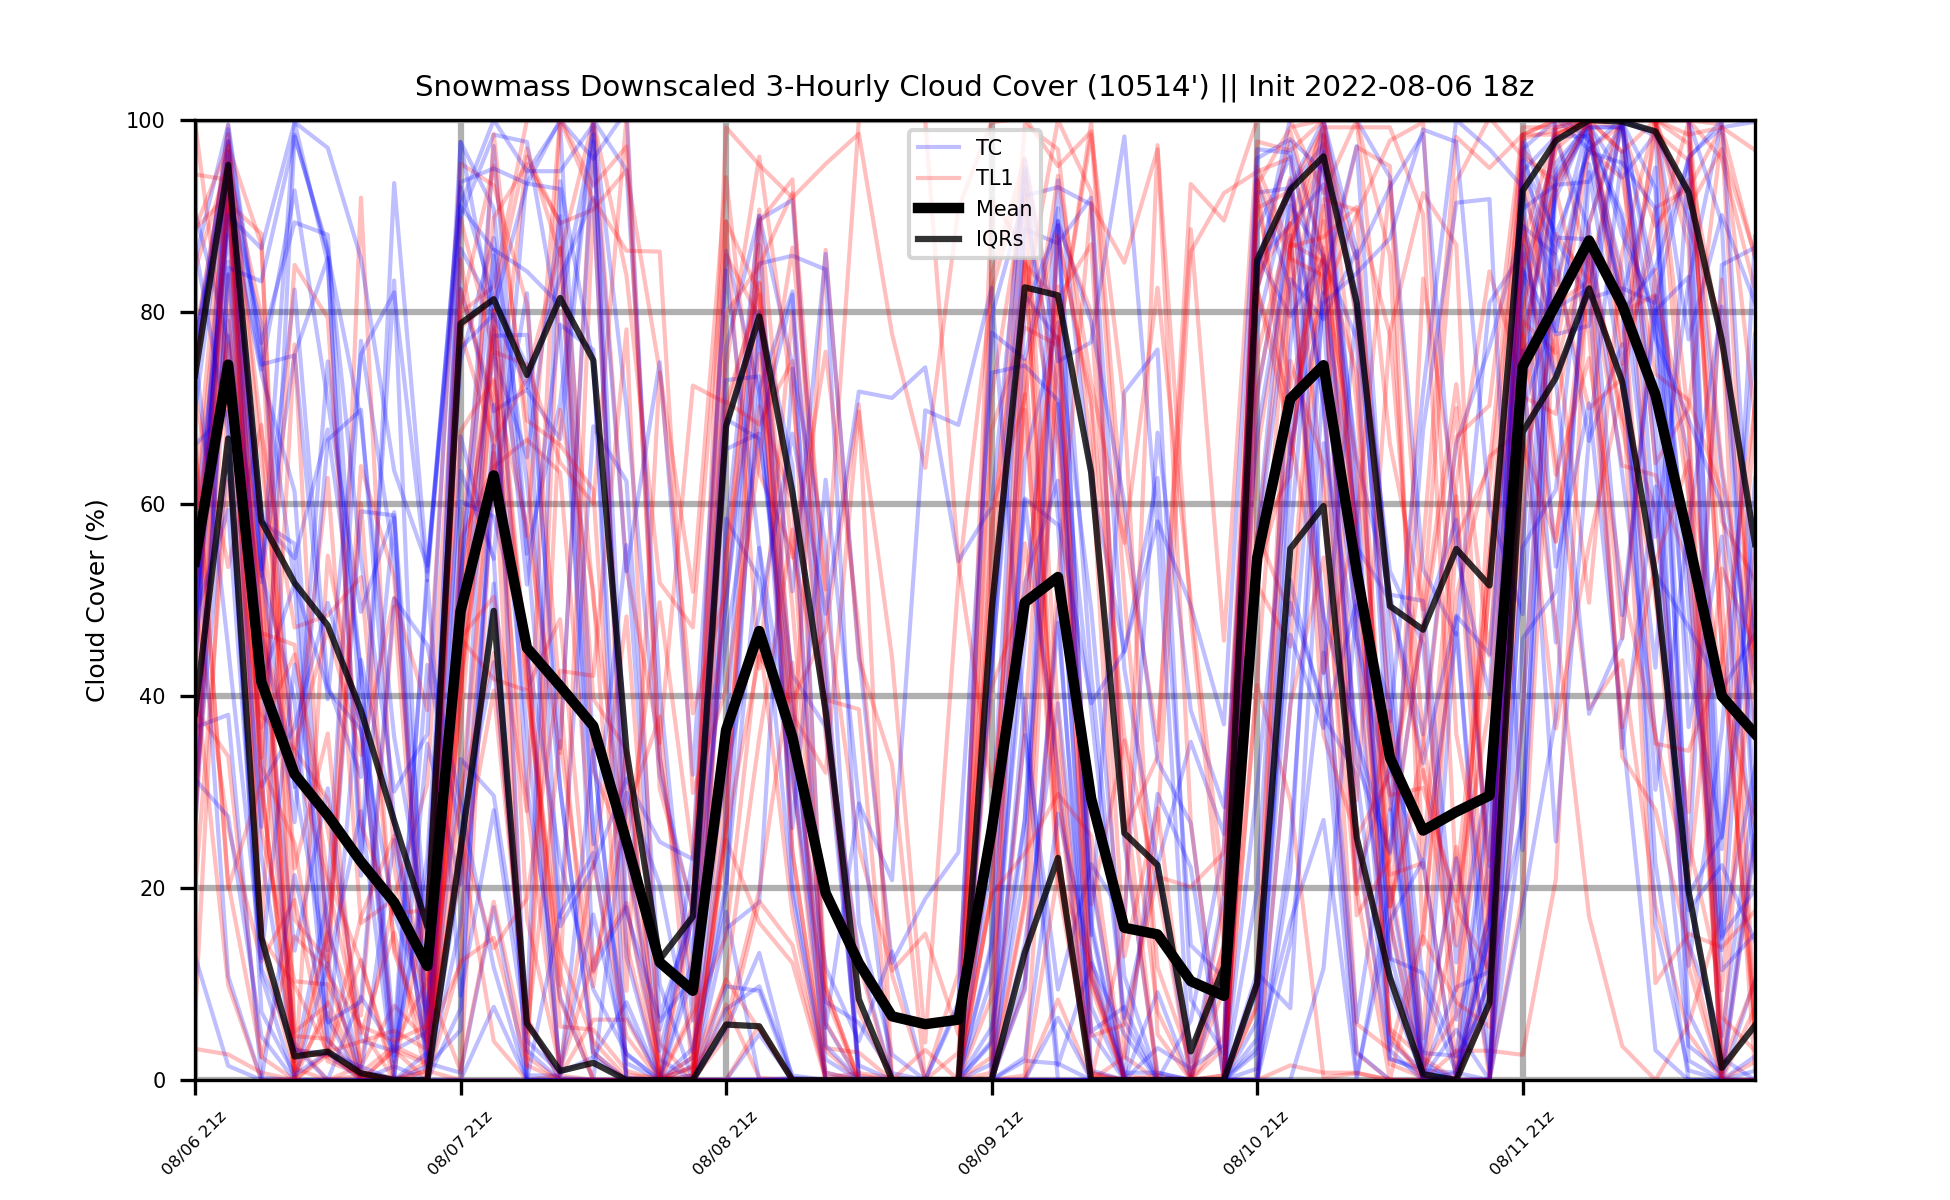 Snowmass Downscaled 3-Hourly Cloud Cover (10514') || Init 2022-08-06 18z
100
80
60
40
20
0
Cloud Cover (%)
TC
TL1
Mean
IQRs
08/06 21z
08/07 21z
08/08 21z
08/09 21z
08/10 21z
08/11 21z